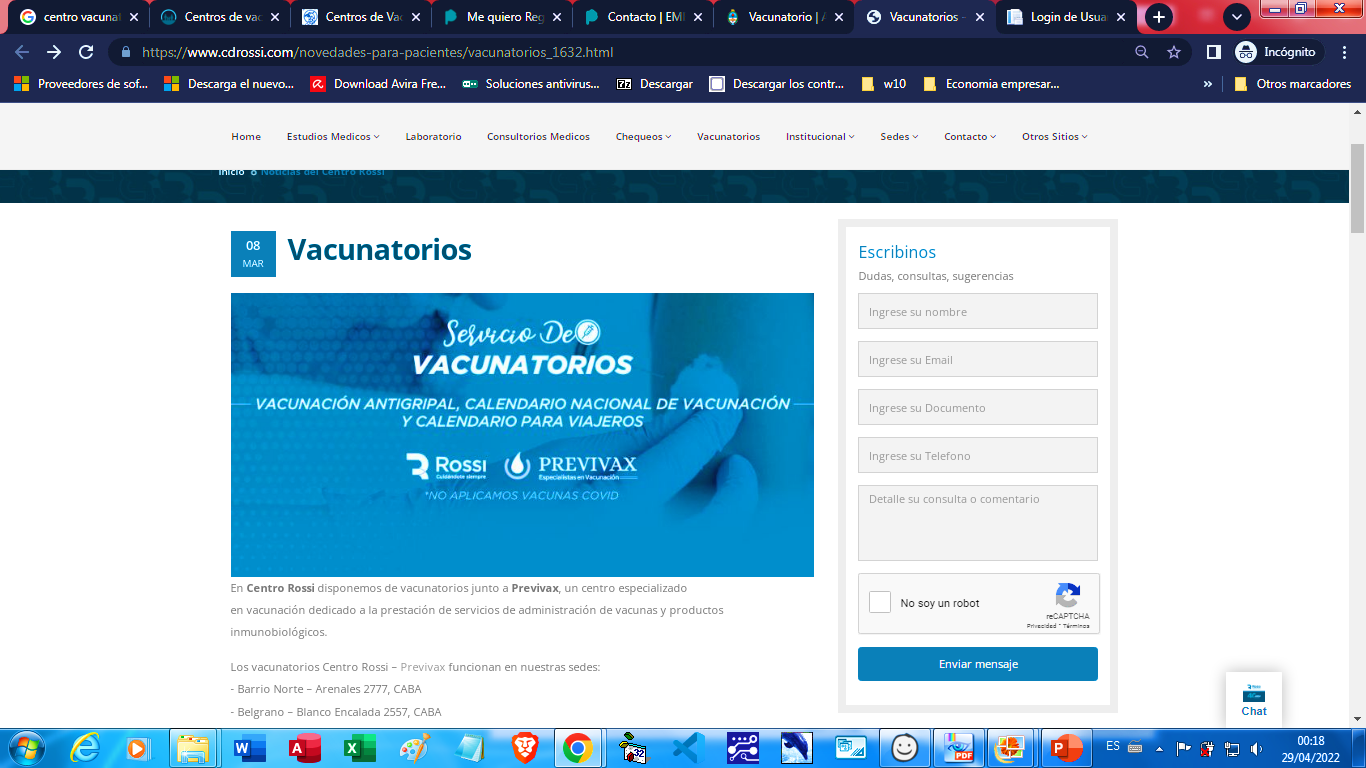 centro vacunat
Centros de vac
Centros de Vac
Me quiero Reg
Contacto | EMI
Vacunatorio | A
Vacunatorios -
Login de Usua
https://www.cdrossi.com/novedades-para-pacientes/vacunatorios_1632.html
Incógnito
Proveedores de sof...
Descarga el nuevo...
Download Avira Fre...
Soluciones antivirus...
Descargar
Descargar los contr...
w10
Economia empresar...
»
Otros marcadores
Home
Estudios Medicos
Laboratorio
Consultorios Medicos
Chequeos
Vacunatorios
Institucional
Sedes
Contacto
Otros Sitios
Inicio
Noticias del Centro Rossi
08
MAR
Vacunatorios
Servicio De
VACUNATORIOS
VACUNACIÓN ANTIGRIPAL, CALENDARIO NACIONAL DE VACUNACIÓN
Y CALENDARIO PARA VIAJEROS
Rossi
Cuidándote siempre
PREVIVAX
Especialistas en Vacunación
*NO APLICAMOS VACUNAS COVID
En Centro Rossi disponemos de vacunatorios junto a Previvax, un centro especializado
en vacunación dedicado a la prestación de servicios de administración de vacunas y productos
inmunobiológicos.
Los vacunatorios Centro Rossi – Previvax funcionan en nuestras sedes:
- Barrio Norte – Arenales 2777, CABA
- Belgrano – Blanco Encalada 2557, CABA
Escribinos
Dudas, consultas, sugerencias
Ingrese su nombre
Ingrese su Email
Ingrese su Documento
Ingrese su Telefono
Detalle su consulta o comentario
No soy un robot
reCAPTCHA
Privacidad - Términos
Enviar mensaje
Chat
ES
00:18
29/04/2022